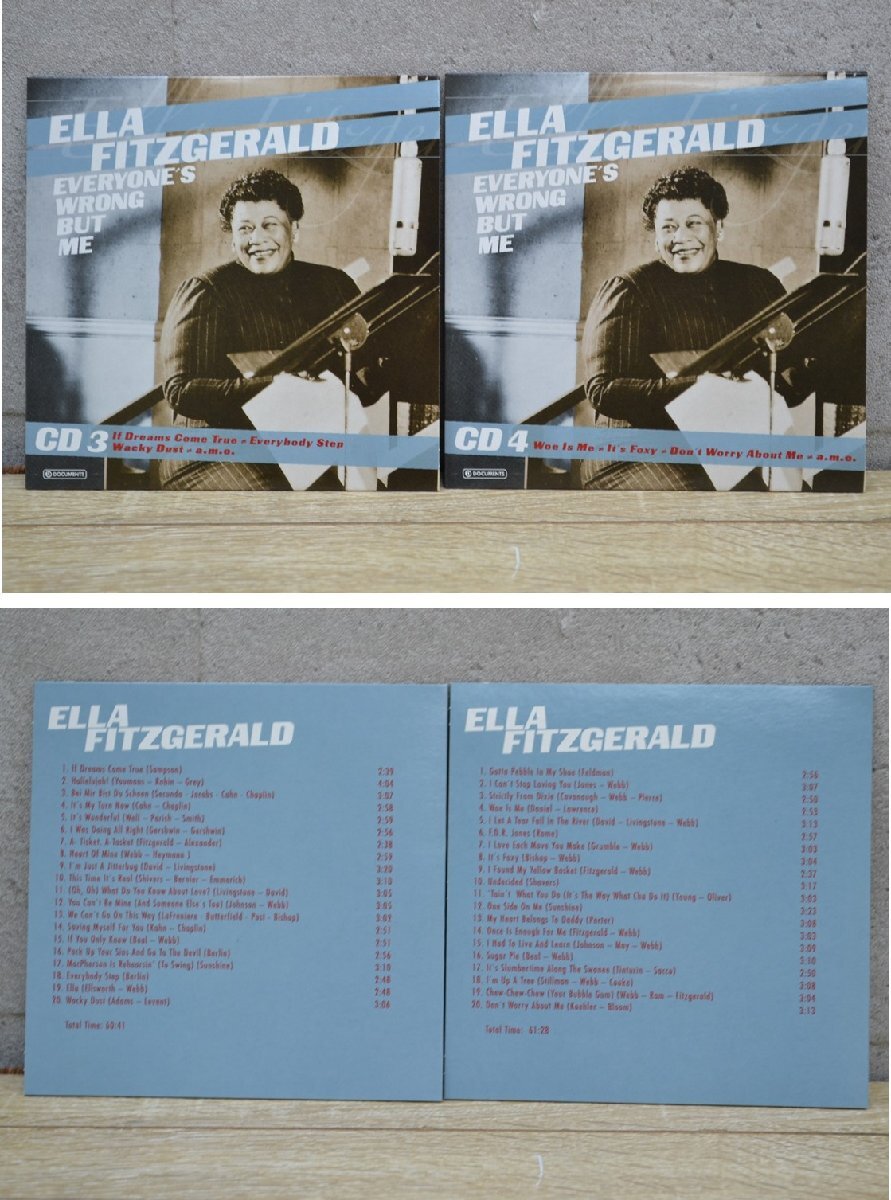 ELLA
FITZGERALD
EVERYONE'S
WRONG
BUT
ME
CD 3 If Dreams Come True - Everybody Step
Wacky Dust - a.m.o.
DOCUMENTS
ELLA
FITZGERALD
EVERYONE'S
WRONG
BUT
ME
CD 4 Woe Is Me - It's Foxy - Don't Worry About Me - a.m.o.
DOCUMENTS
ELLA
FITZGERALD
1. If Dreams Come True (Sampson) 2:39
2. Hallelujah! (Youmans – Robin – Grey) 4:04
3. Bei Mir Bist Du Schoen (Secunda - Jacobs - Cahn - Chaplin) 3:07
4. It's My Turn Now (Cahn – Chaplin) 2:58
5. It's Wonderful (Well – Parish – Smith) 2:59
6. I Was Doing All Right (Gershwin – Gershwin) 2:56
7. A- Tisket, A-Tasket (Fitzgerald – Alexander) 2:38
8. Heart Of Mine (Webb – Haymann) 2:59
9. I'm Just A Jitterbug (David – Livingstone) 3:20
10. This Time It's Real (Shivers – Bernier – Emmerich) 3:10
11. (Oh, Oh) What Do You Know About Love? (Livingstone – David) 3:05
12. You Can't Be Mine (And Someone Else's Too) (Johnson – Webb) 3:05
13. We Can't Go On This Way (LaFreniere - Butterfield - Post - Bishop) 3:02
14. Saving Myself For You (Kahn – Chaplin) 2:51
15. If You Only Knew (Beal – Webb) 2:51
16. Pack Up Your Sins And Go To The Devil (Berlin) 2:56
17. MacPherson is Rehearsin' (To Swing) (Sunshine) 3:10
18. Everybody Step (Berlin) 2:48
19. Ella (Ellsworth – Webb) 2:48
20. Wacky Dust (Adams – Levant) 3:06
Total Time: 60:41
ELLA
FITZGERALD
1. Gotta Pebble In My Shoe (Feldman) 2:56
2. I Can't Stop Loving You (Jones – Webb) 3:07
3. Strictly From Dixie (Cavanaugh – Webb – Pierre) 2:50
4. Woe Is Me (Daniel – Lawrence) 2:53
5. I Let A Tear Fall In The River (David – Livingstone – Webb) 3:13
6. F.D.R. Jones (Rome) 2:57
7. I Love Each Move You Make (Grumble – Webb) 3:03
8. It's Foxy (Bishop – Webb) 3:04
9. I Found My Yellow Basket (Fitzgerald – Webb) 2:37
10. Undecided (Shavers) 3:17
11. 'Tain't What You Do (It's The Way What Cha Do It) (Young – Oliver) 3:03
12. One Side On Me (Sunshine) 3:23
13. My Heart Belongs To Daddy (Porter) 3:08
14. Once Is Enough For Me (Fitzgerald – Webb) 3:03
15. I Had To Live And Learn (Johnson – May – Webb) 3:09
16. Sugar Pie (Beal – Webb) 3:10
17. It's Slumbertime Along The Swanee 2:50
18. I'm Up A Tree (Stillman – Webb – Cooke) 3:08
19. Chew-Chew-Chew (Your Bubble Gum) (Webb – Ram – Fitzgerald) 3:04
20. Don't Worry About Me (Koehler – Bloom) 3:13
Total Time: 61:28